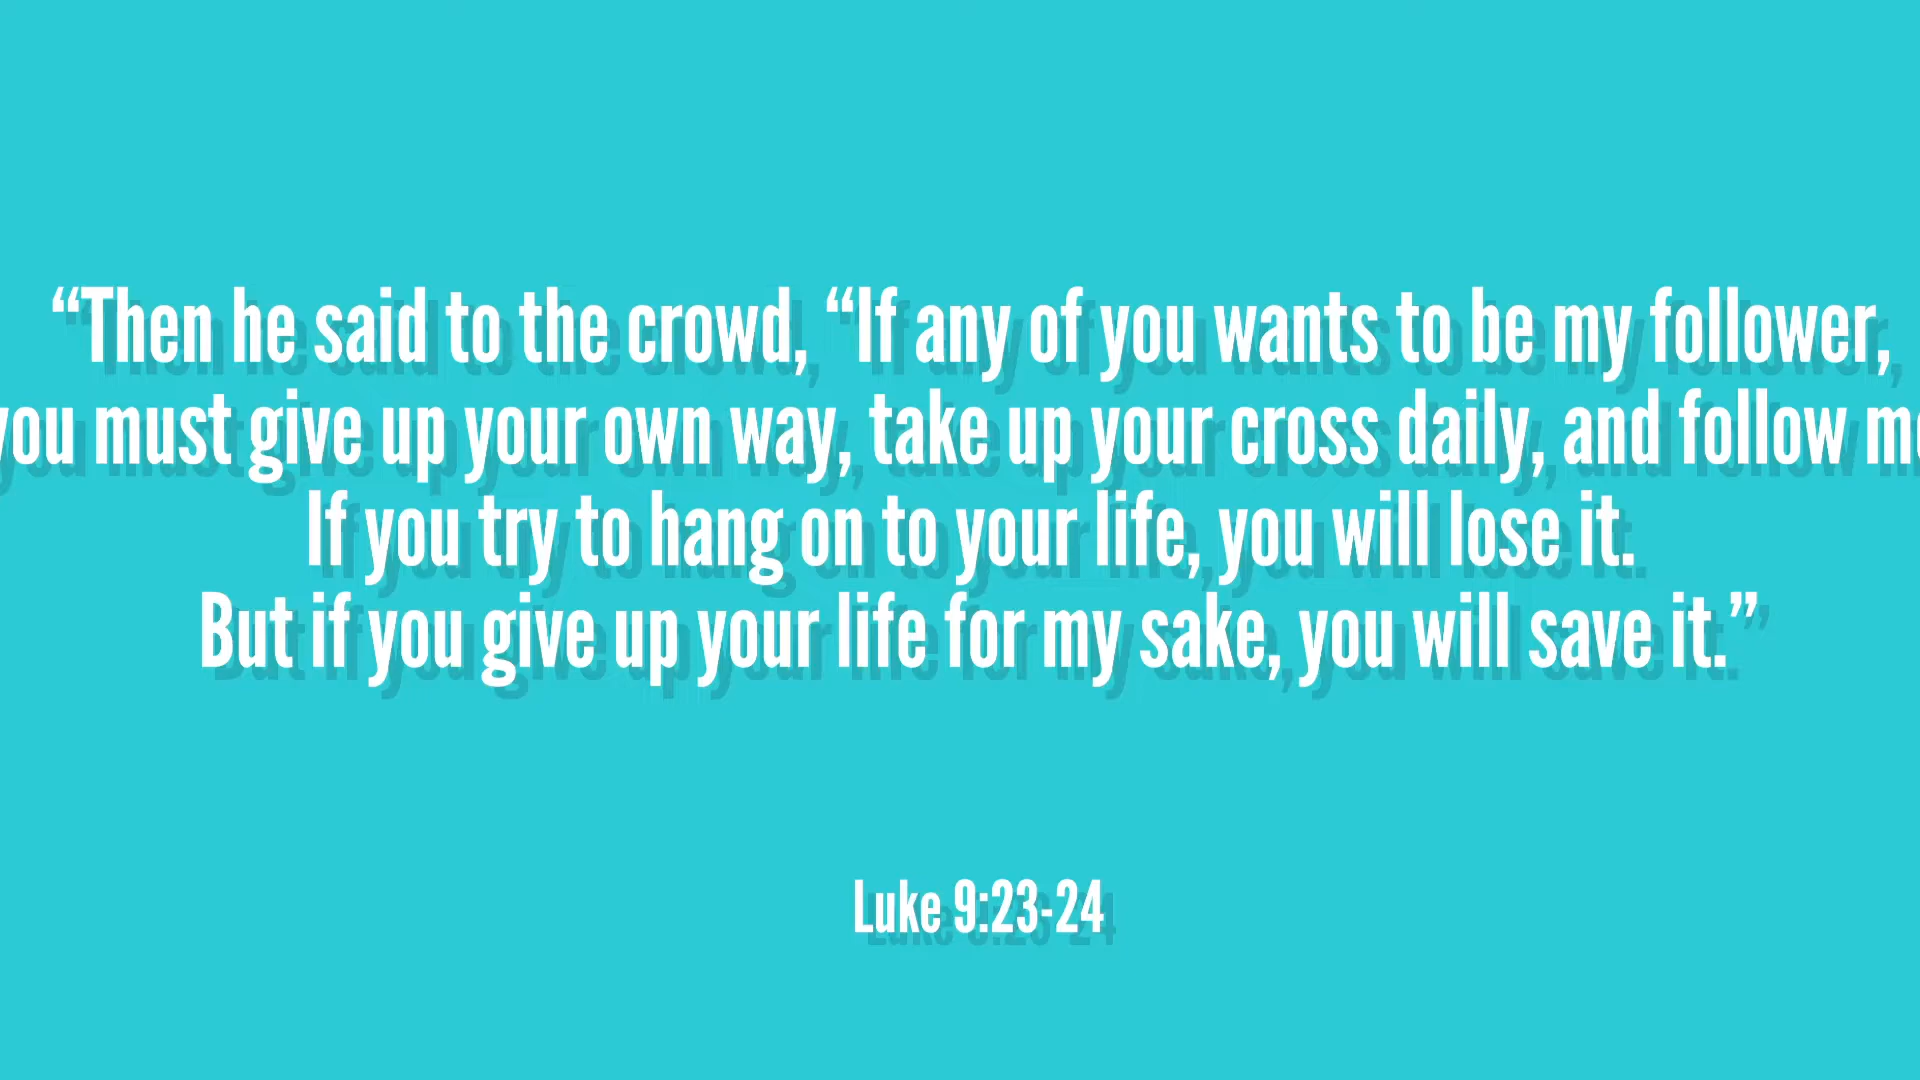 “Then he said to the crowd, “If any of you wants to be my follower,
you must give up your own way, take up your cross daily, and follow me
If you try to hang on to your life, you will lose it.
But if you give up your life for my sake, you will save it.”
Luke 9:23-24